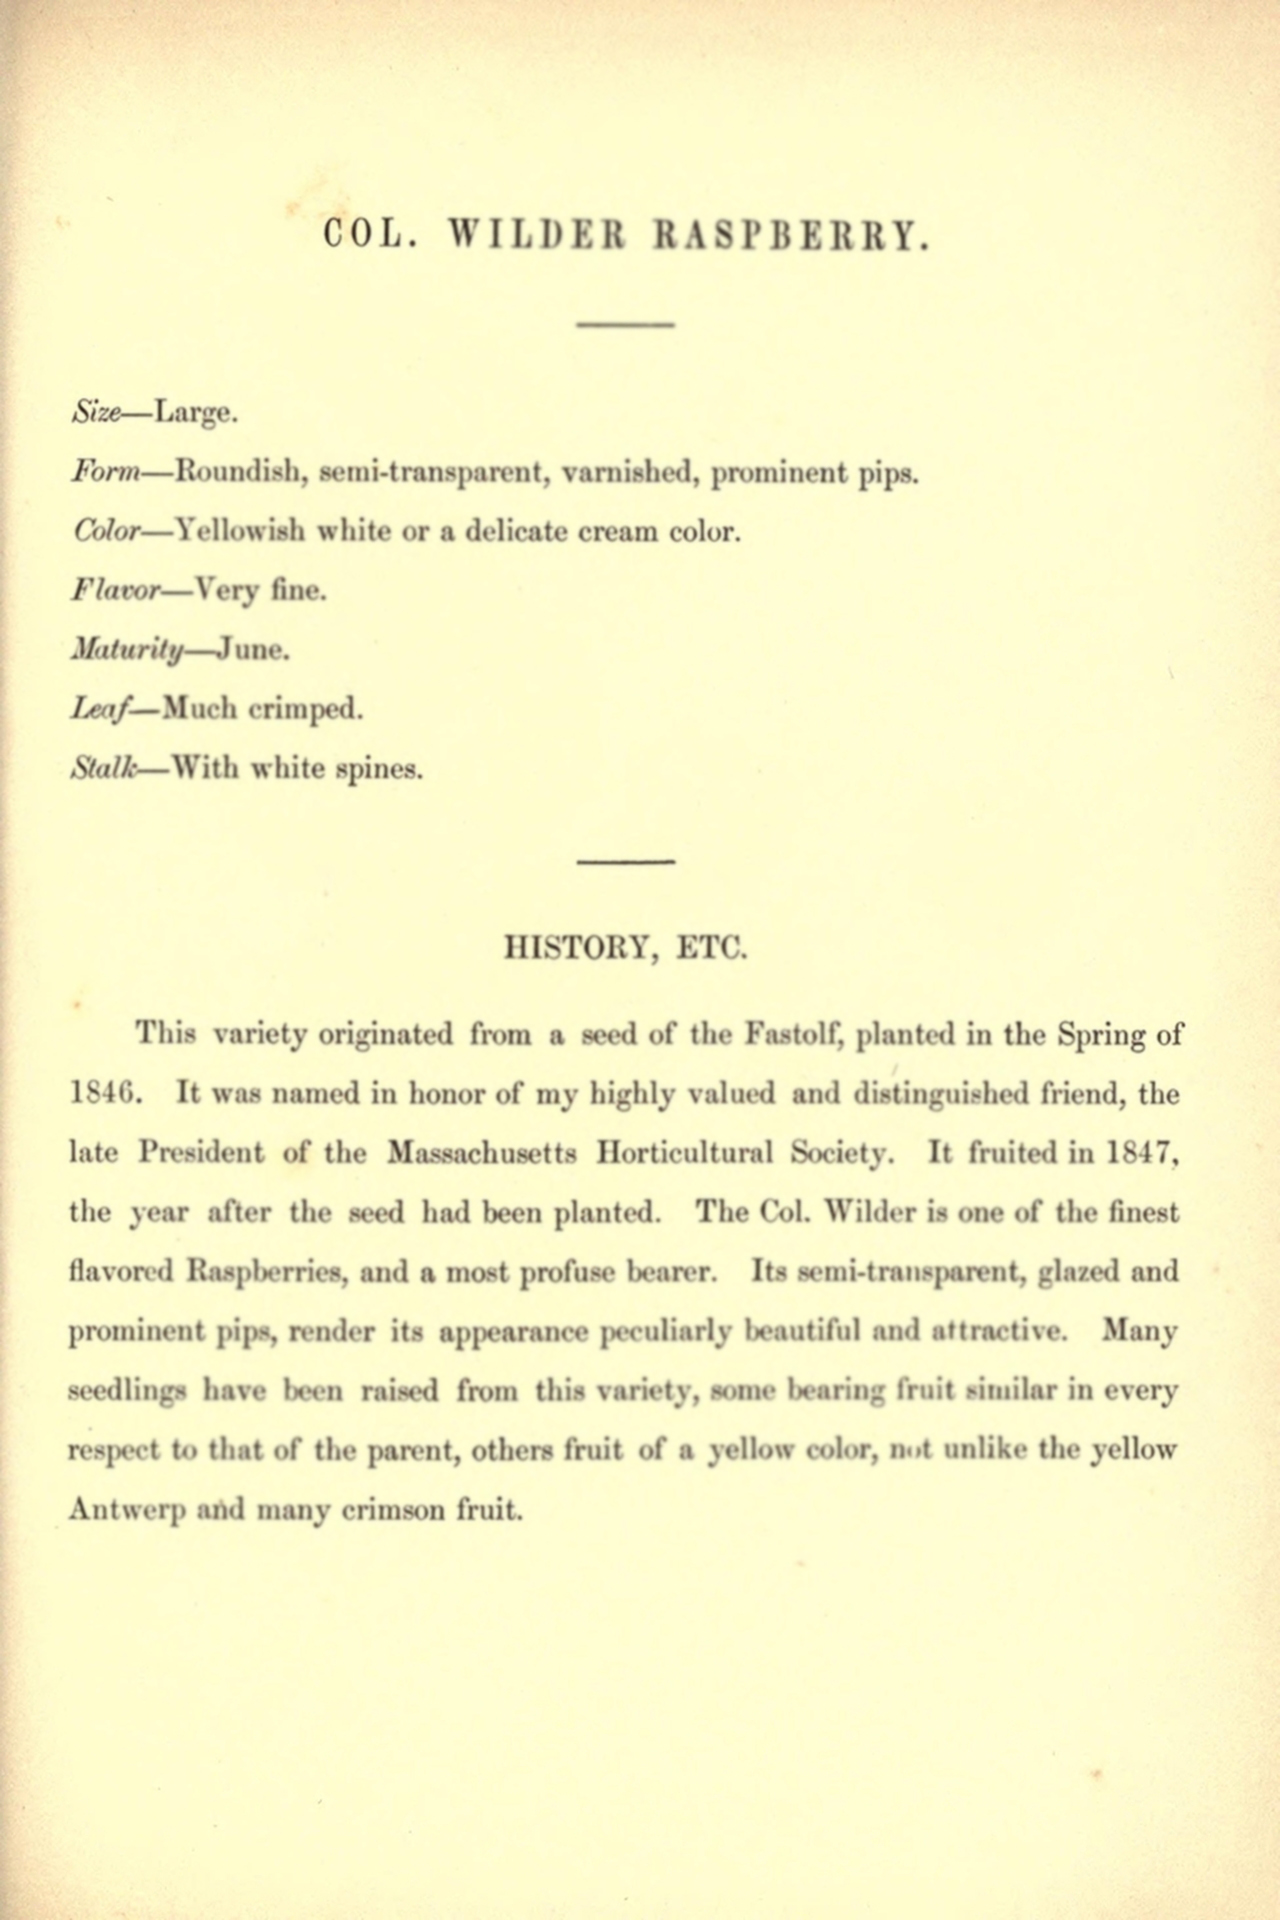 COL. WILDER RASPBERRY.
Size—Large.
Form—Roundish, semi-transparent, varnished, prominent pips.
Color—Yellowish white or a delicate cream color.
Flavor—Very fine.
Maturity—June.
Leaf—Much crimped.
Stalk—With white spines.
HISTORY, ETC.
This variety originated from a seed of the Fastolf, planted in the Spring of
1846. It was named in honor of my highly valued and distinguished friend, the
late President of the Massachusetts Horticultural Society. It fruited in 1847,
the year after the seed had been planted. The Col. Wilder is one of the finest
flavored Raspberries, and a most profuse bearer. Its semi-transparent, glazed and
prominent pips, render its appearance peculiarly beautiful and attractive. Many
seedlings have been raised from this variety, some bearing fruit similar in every
respect to that of the parent, others fruit of a yellow color, not unlike the yellow
Antwerp and many crimson fruit.